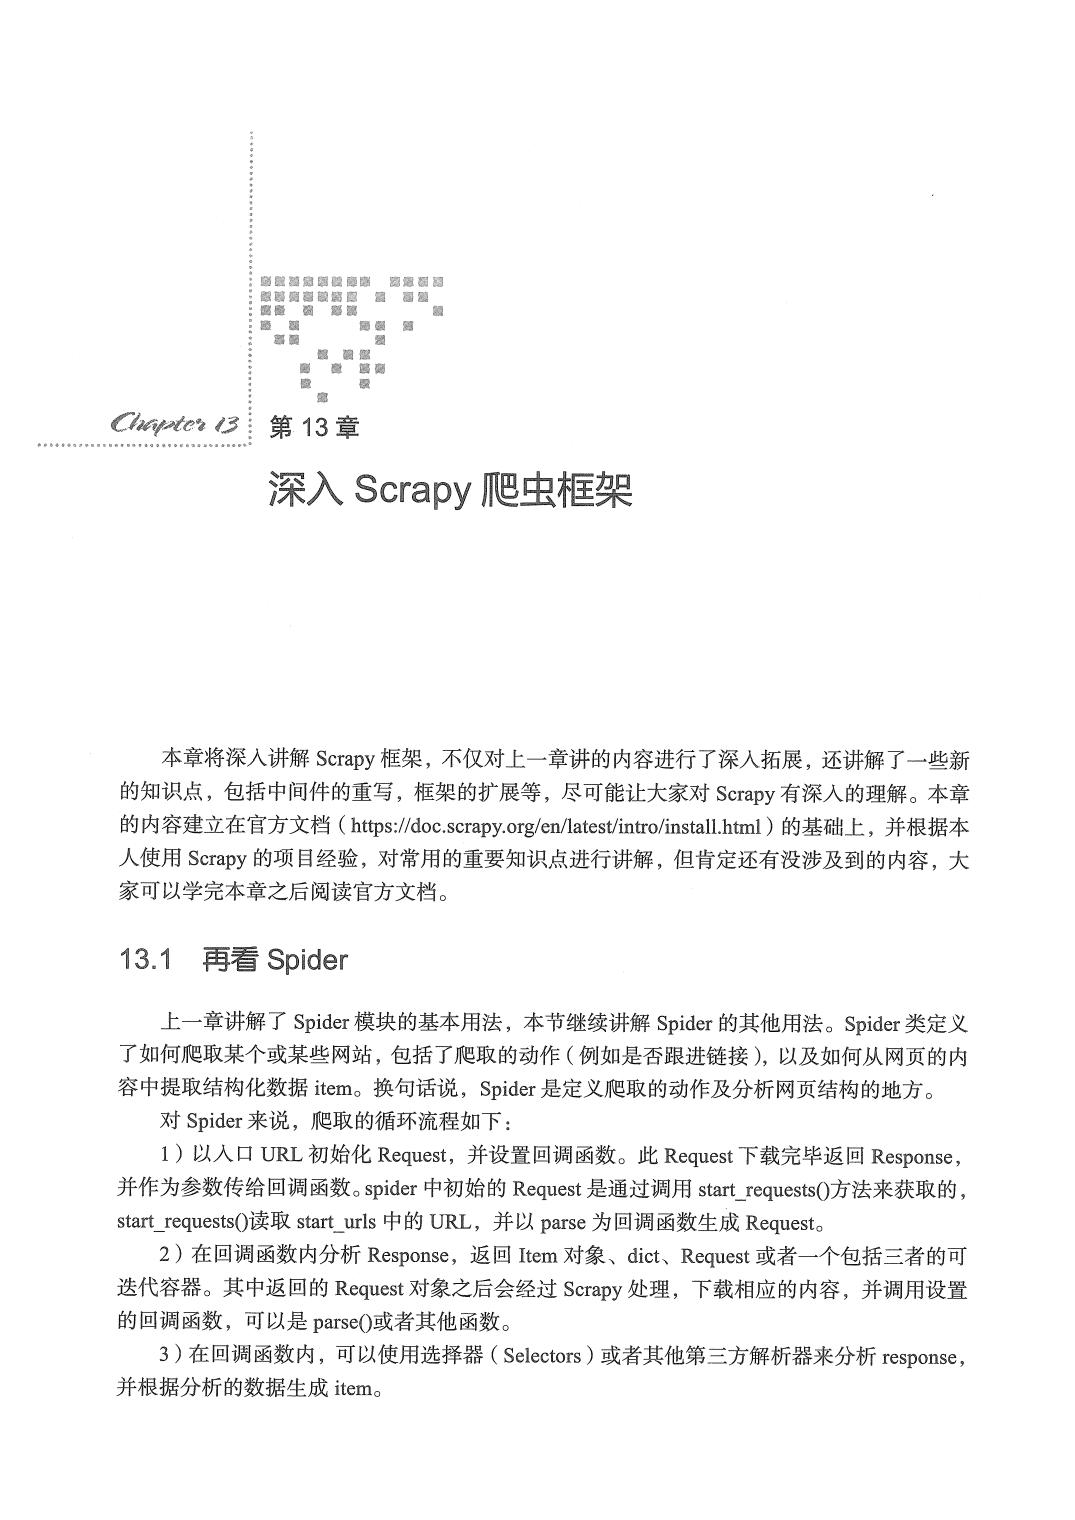 Chapter 13
第 13 章
深入 Scrapy 爬虫框架
本章将深入讲解 Scrapy 框架，不仅对上一章讲的内容进行了深入拓展，还讲解了一些新
的知识点，包括中间件的重写，框架的扩展等，尽可能让大家对 Scrapy 有深入的理解。本章
的内容建立在官方文档（https://doc.scrapy.org/en/latest/intro/install.html）的基础上，并根据本
人使用 Scrapy 的项目经验，对常用的重要知识点进行讲解，但肯定还有没涉及到的内容，大
家可以学完本章之后阅读官方文档。
13.1 再看 Spider
上一章讲解了 Spider 模块的基本用法，本节继续讲解 Spider 的其他用法。Spider 类定义
了如何爬取某个或某些网站，包括了爬取的动作（例如是否跟进链接），以及如何从网页的内
容中提取结构化数据 item。换句话说，Spider 是定义爬取的动作及分析网页结构的地方。
对 Spider 来说，爬取的循环流程如下：
1）以入口 URL 初始化 Request，并设置回调函数。此 Request 下载完毕返回 Response，
并作为参数传给回调函数。spider 中初始的 Request 是通过调用 start_requests()方法来获取的，
start_requests()读取 start_urls 中的 URL，并以 parse 为回调函数生成 Request。
2）在回调函数内分析 Response，返回 Item 对象、dict、Request 或者一个包括三者的可
迭代容器。其中返回的 Request 对象之后会经过 Scrapy 处理，下载相应的内容，并调用设置
的回调函数，可以是 parse()或者其他函数。
3）在回调函数内，可以使用选择器（Selectors）或者其他第三方解析器来分析 response，
并根据分析的数据生成 item。